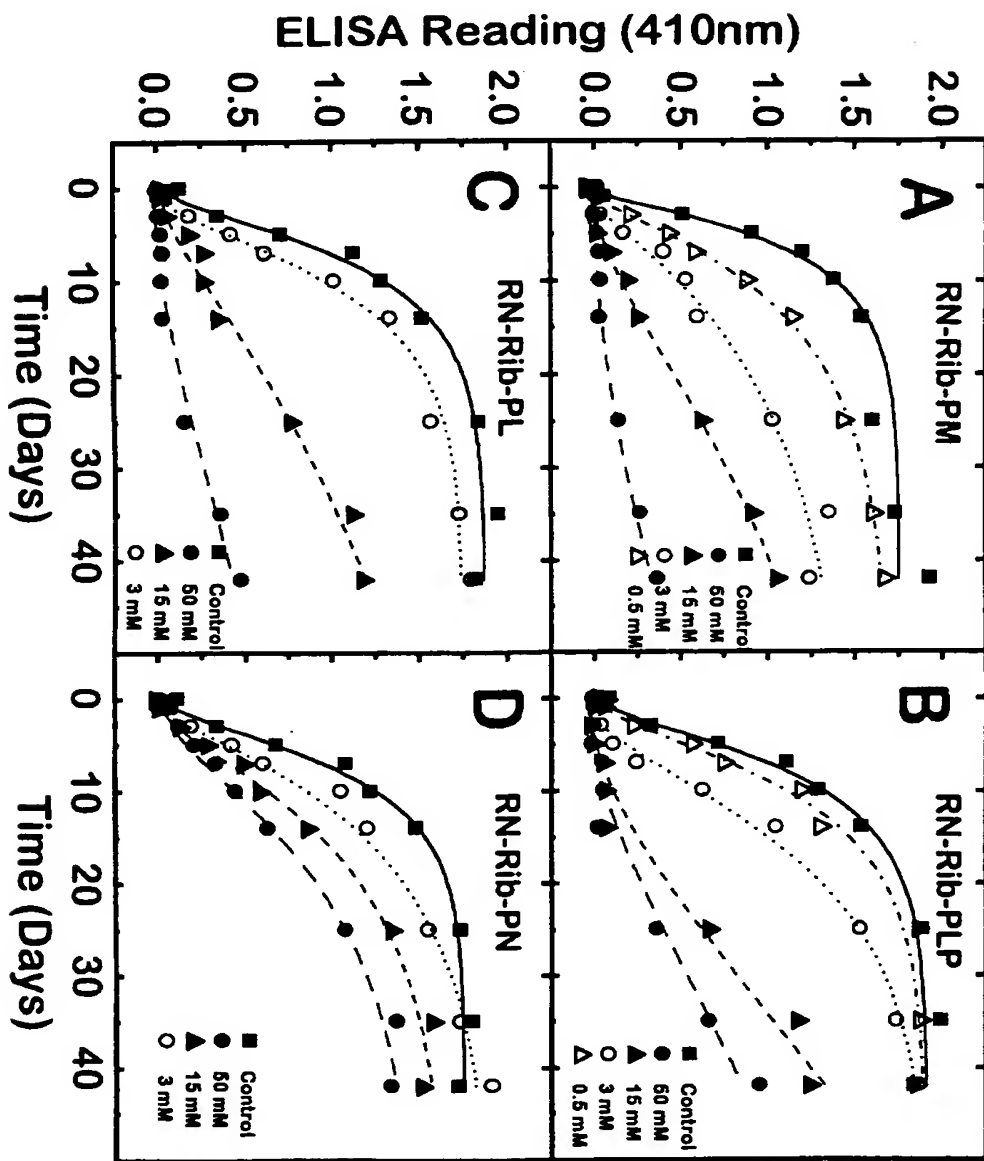 ELISA Reading (410nm)
2.0
1.5
1.0
0.5
0.0
A
RN-Rib-PM
Control
50 mM
15 mM
3 mM
0.5 mM
B
RN-Rib-PLP
Control
50 mM
15 mM
3 mM
0.5 mM
2.0
1.5
1.0
0.5
0.0
C
RN-Rib-PL
Control
50 mM
15 mM
3 mM
D
RN-Rib-PN
Control
50 mM
15 mM
3 mM
0 10 20 30 40
0 10 20 30 40
Time (Days)
Time (Days)